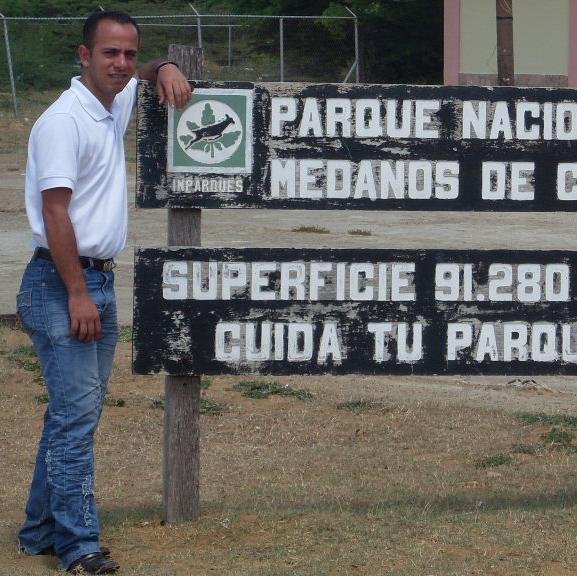 INPARQUES
PARQUE NACIO
MEDANOS DE C
SUPERFICIE 91.280
CUIDA TU PARQU